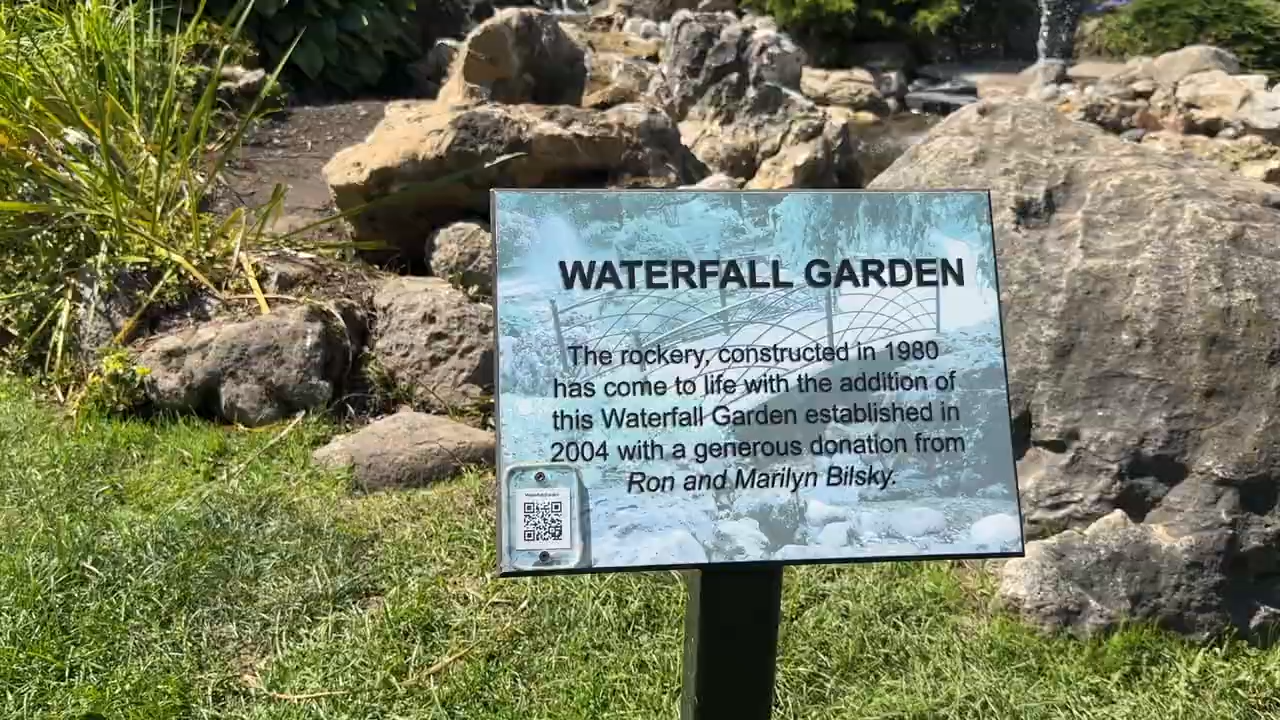 WATERFALL GARDEN
The rockery, constructed in 1980
has come to life with the addition of
this Waterfall Garden established in
2004 with a generous donation from
Ron and Marilyn Bilsky.